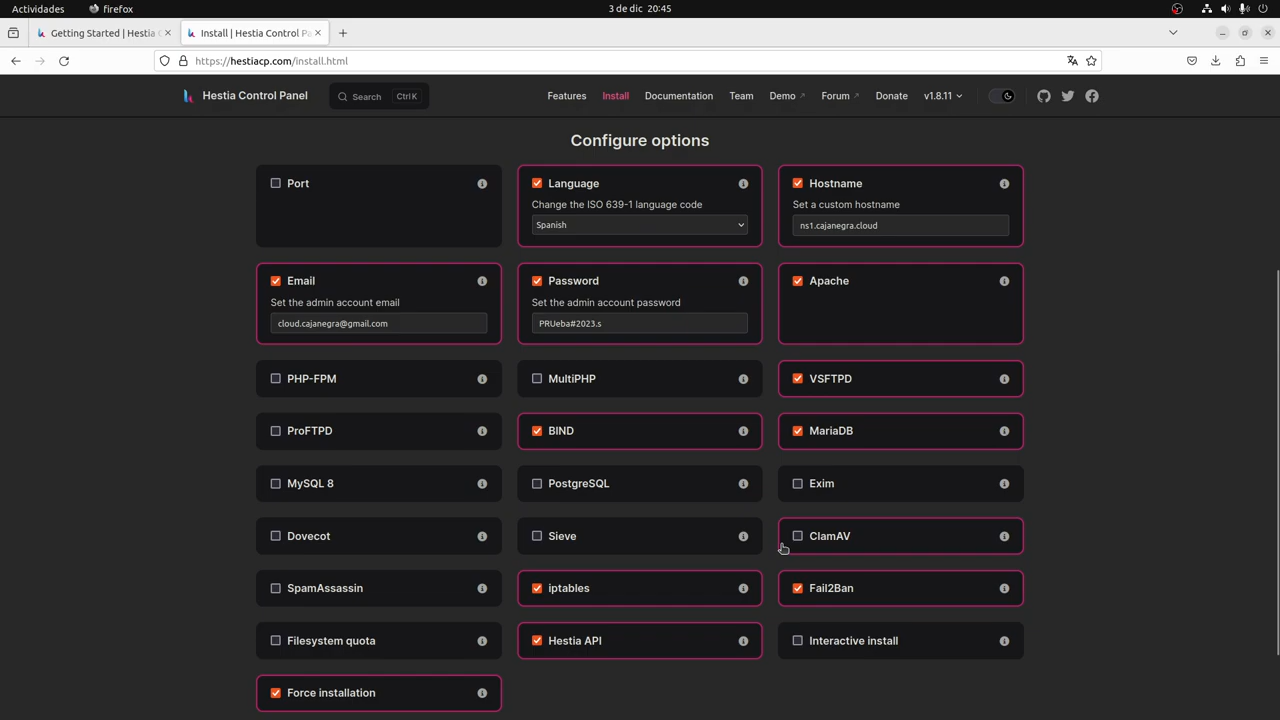 Actividades
firefox
3 de dic 20:45
Getting Started | Hestia C
Install | Hestia Control Pa
https://hestiacp.com/install.html
Hestia Control Panel
Search
Ctrl K
Features
Install
Documentation
Team
Demo
Forum
Donate
v1.8.11
Configure options
Port
Language
Change the ISO 639-1 language code
Spanish
Hostname
Set a custom hostname
ns1.cajanegra.cloud
Email
Set the admin account email
cloud.cajanegra@gmail.com
Password
Set the admin account password
PRUeba#2023.s
Apache
PHP-FPM
MultiPHP
VSFTPD
ProFTPD
BIND
MariaDB
MySQL 8
PostgreSQL
Exim
Dovecot
Sieve
ClamAV
SpamAssassin
iptables
Fail2Ban
Filesystem quota
Hestia API
Interactive install
Force installation